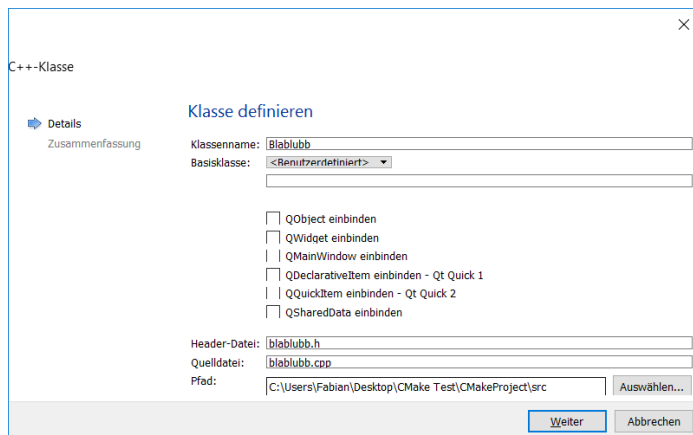 C++-Klasse
Klasse definieren
Details
Zusammenfassung
Klassenname: Blablubb
Basisklasse: <Benutzerdefiniert>
QObject einbinden
QWidget einbinden
QMainWindow einbinden
QDeclarativeItem einbinden - Qt Quick 1
QQuickItem einbinden - Qt Quick 2
QSharedData einbinden
Header-Datei: blablubb.h
Quelldatei: blablubb.cpp
Pfad: C:\Users\Fabian\Desktop\CMake Test\CMakeProject\src Auswählen...
Weiter Abbrechen